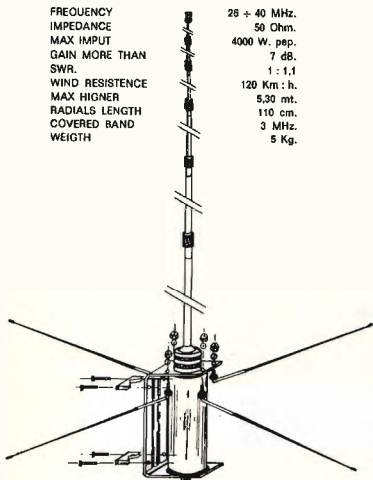 FREQUENCY 26 ÷ 40 MHz.
IMPEDANCE 50 Ohm.
MAX IMPUT 4000 W. pep.
GAIN MORE THAN 7 dB.
SWR. 1 : 1,1
WIND RESISTENCE 120 Km : h.
MAX HIGNER 5,30 mt.
RADIALS LENGTH 110 cm.
COVERED BAND 3 MHz.
WEIGTH 5 Kg.